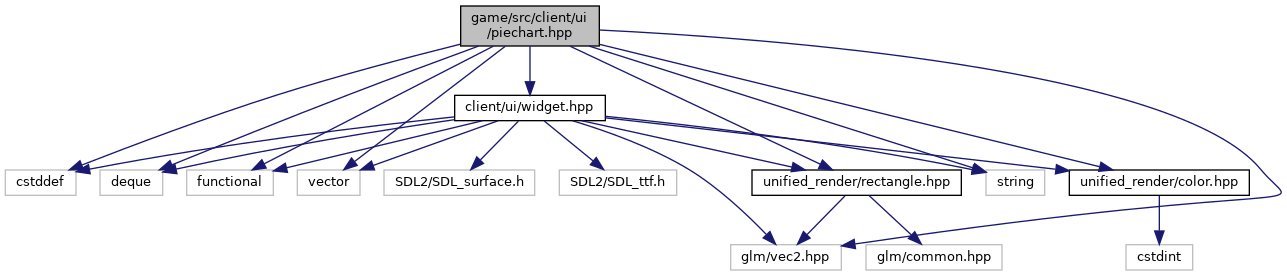 game/src/client/ui
/piechart.hpp
client/ui/widget.hpp
cstddef
deque
functional
vector
SDL2/SDL_surface.h
SDL2/SDL_ttf.h
unified_render/rectangle.hpp
string
unified_render/color.hpp
glm/vec2.hpp
glm/common.hpp
cstdint